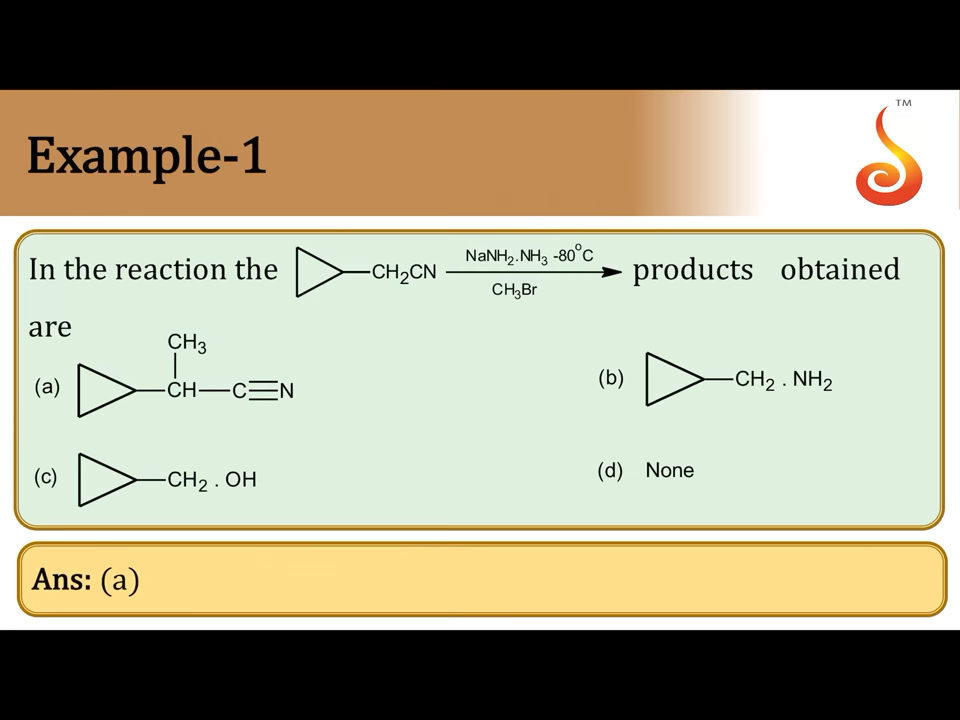 TM
Example-1
In the reaction the CH₂CN NaNH₂.NH₃ -80°C CH₃Br products obtained
are
(a) CH₃ CH C N
(b) CH₂ . NH₂
(c) CH₂ . OH
(d) None
Ans: (a)